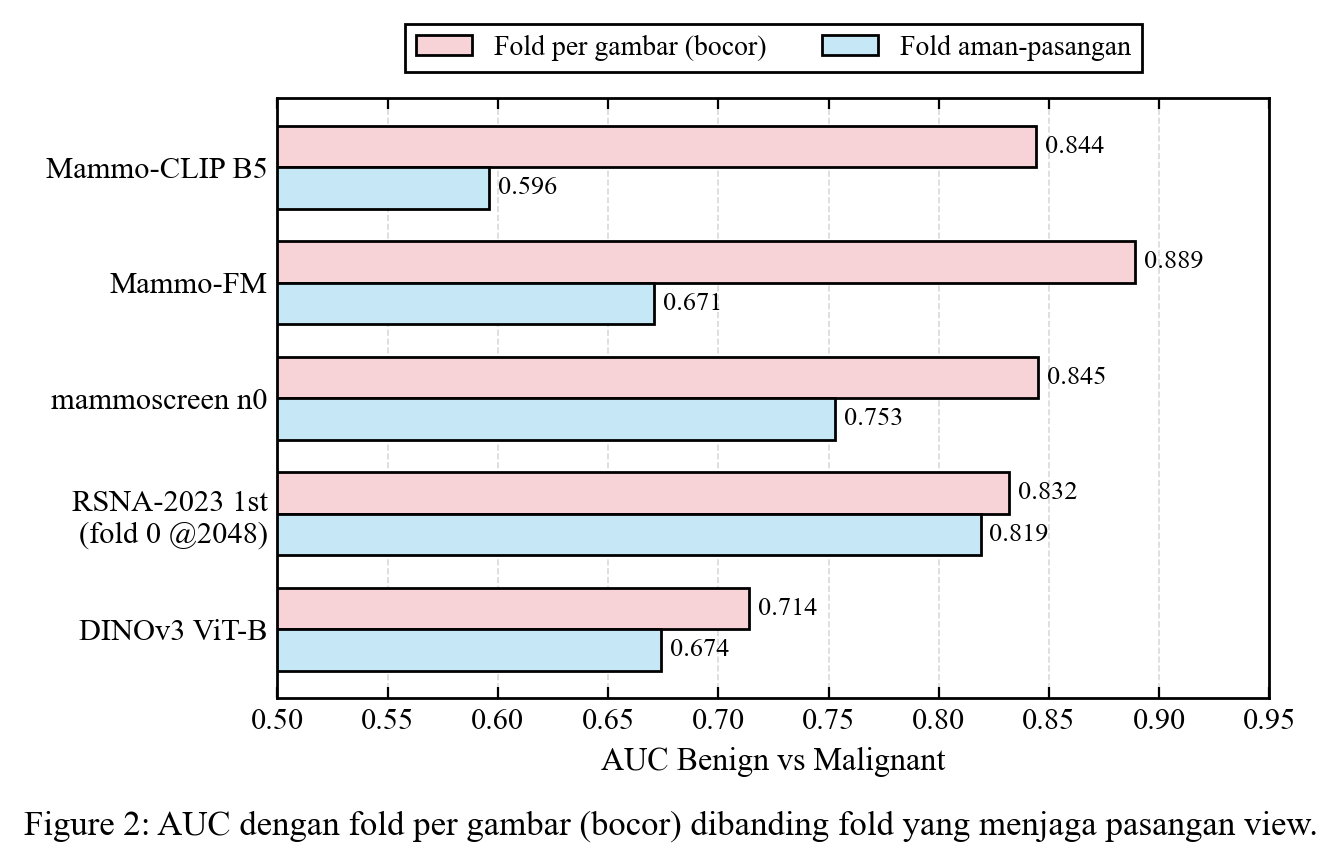 Fold per gambar (bocor) Fold aman-pasangan
Mammo-CLIP B5
0.844
0.596
Mammo-FM
0.889
0.671
mammoscreen n0
0.845
0.753
RSNA-2023 1st
(fold 0 @2048)
0.832
0.819
DINOv3 ViT-B
0.714
0.674
0.50 0.55 0.60 0.65 0.70 0.75 0.80 0.85 0.90 0.95
AUC Benign vs Malignant
Figure 2: AUC dengan fold per gambar (bocor) dibanding fold yang menjaga pasangan view.